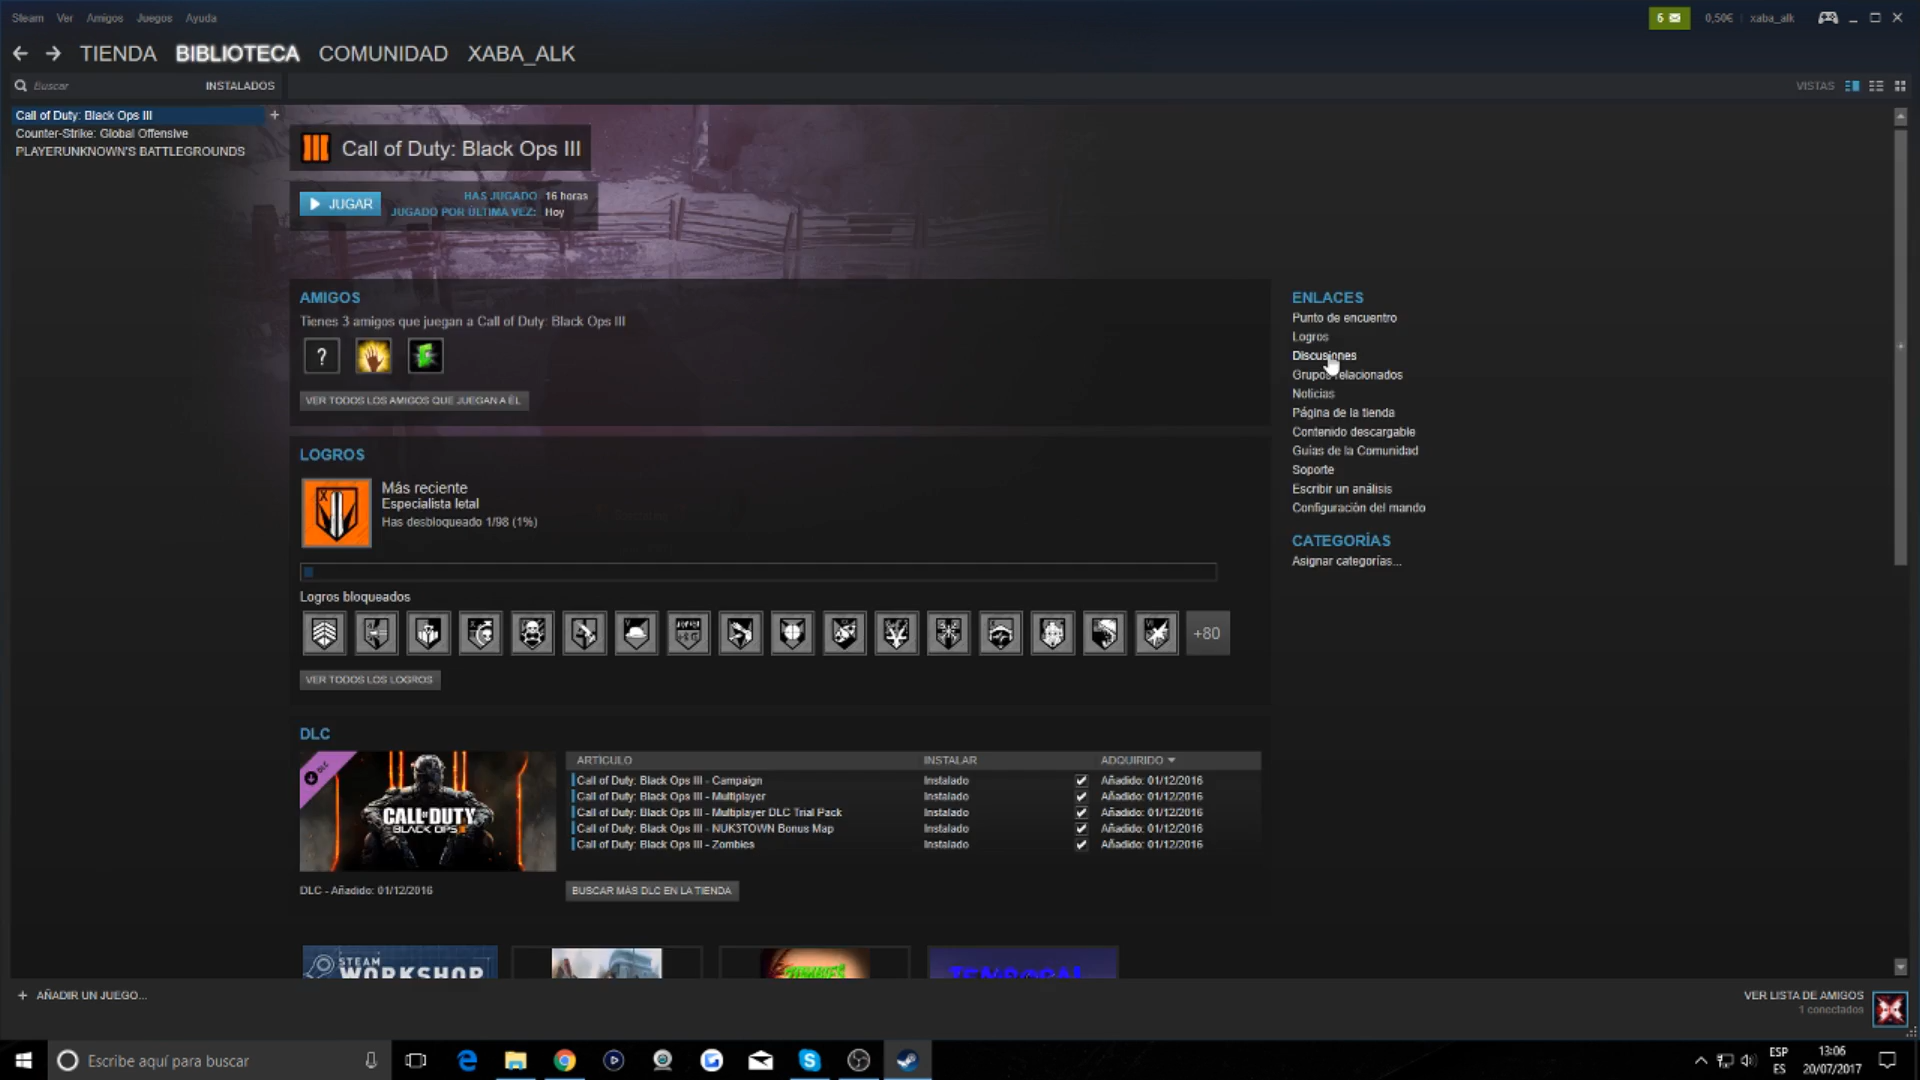 Steam Ver Amigos Juegos Ayuda
6 0,50€ xaba_alk
TIENDA BIBLIOTECA COMUNIDAD XABA_ALK
Buscar INSTALADOS VISTAS
Call of Duty: Black Ops III +
Counter-Strike: Global Offensive
PLAYERUNKNOWN'S BATTLEGROUNDS
Call of Duty: Black Ops III
JUGAR
HAS JUGADO 16 horas
JUGADO POR ÚLTIMA VEZ: Hoy
AMIGOS
Tienes 3 amigos que juegan a Call of Duty: Black Ops III
?
VER TODOS LOS AMIGOS QUE JUEGAN A ÉL
LOGROS
Más reciente
Especialista letal
Has desbloqueado 1/98 (1%)
Logros bloqueados
+80
VER TODOS LOS LOGROS
DLC
DLC
CALL OF DUTY
BLACK OPS III
DLC - Añadido: 01/12/2016
ARTÍCULO INSTALAR ADQUIRIDO
Call of Duty: Black Ops III - Campaign Instalado Añadido: 01/12/2016
Call of Duty: Black Ops III - Multiplayer Instalado Añadido: 01/12/2016
Call of Duty: Black Ops III - Multiplayer DLC Trial Pack Instalado Añadido: 01/12/2016
Call of Duty: Black Ops III - NUK3TOWN Bonus Map Instalado Añadido: 01/12/2016
Call of Duty: Black Ops III - Zombies Instalado Añadido: 01/12/2016
BUSCAR MÁS DLC EN LA TIENDA
STEAM
WORKSHOP
ZOMBIES
TEMPORAL
ENLACES
Punto de encuentro
Logros
Discusiones
Grupos relacionados
Noticias
Página de la tienda
Contenido descargable
Guías de la Comunidad
Soporte
Escribir un análisis
Configuración del mando
CATEGORÍAS
Asignar categorías...
+ AÑADIR UN JUEGO...
VER LISTA DE AMIGOS
1 conectados
Escribe aquí para buscar
ESP
ES
13:06
20/07/2017